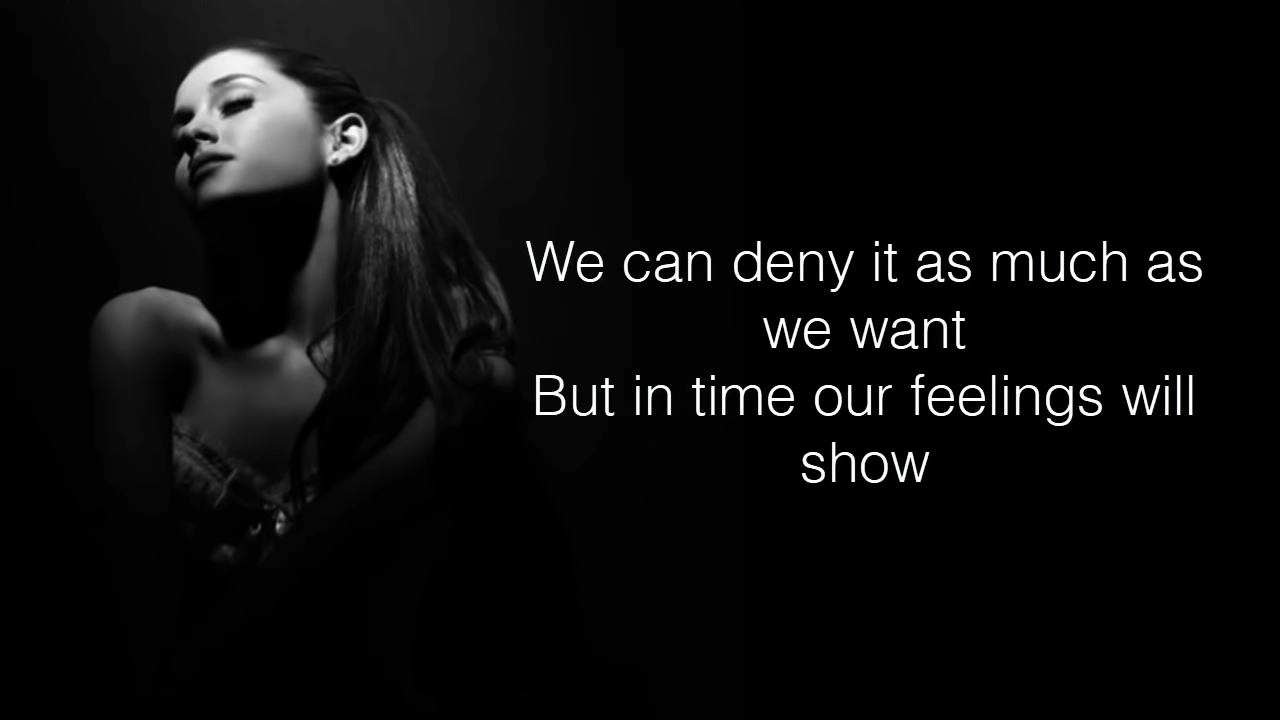 We can deny it as much as
we want
But in time our feelings will
show